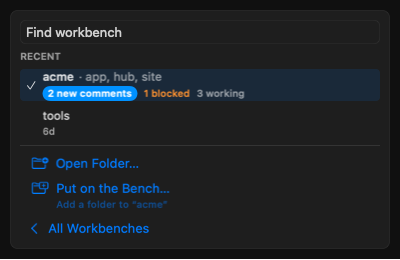 Find workbench
RECENT
✓ acme · app, hub, site
2 new comments 1 blocked 3 working
tools
6d
Open Folder...
Put on the Bench...
Add a folder to "acme"
All Workbenches